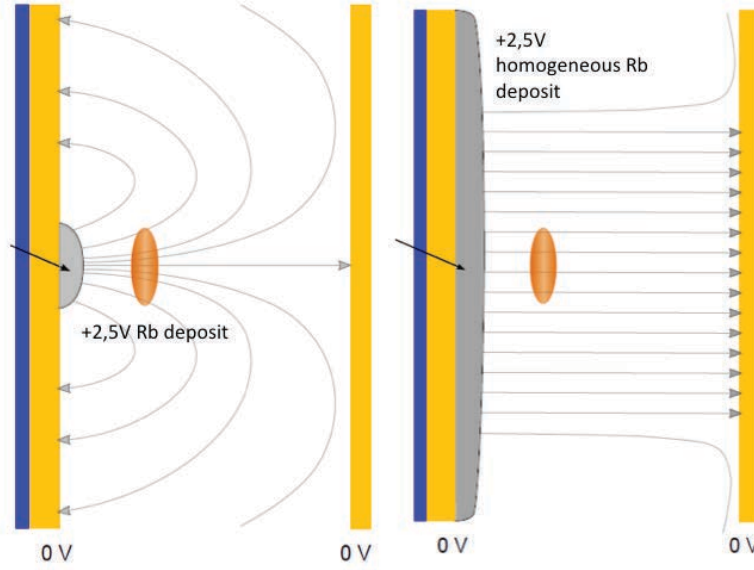 +2,5V Rb deposit
0 V
0 V
+2,5V
homogeneous Rb
deposit
0 V
0 V